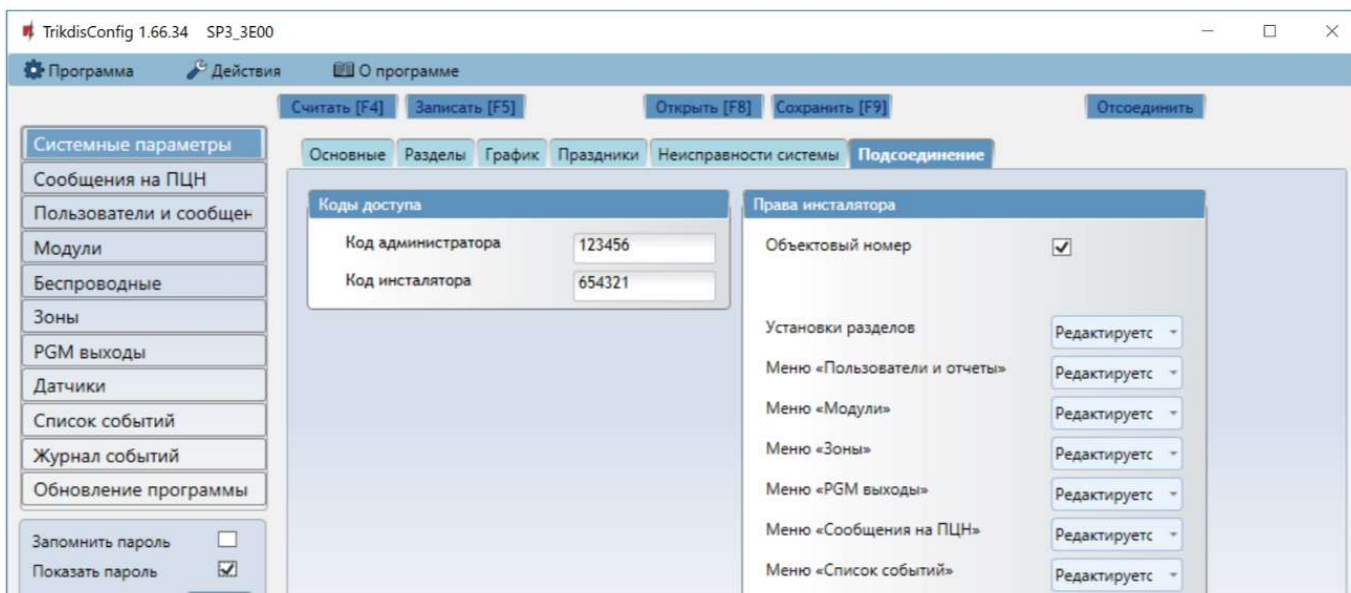 TrikdisConfig 1.66.34 SP3_3E00
Программа Действия О программе
Считать [F4] Записать [F5] Открыть [F8] Сохранить [F9] Отсоединить
Системные параметры
Сообщения на ПЦН
Пользователи и сообщен
Модули
Беспроводные
Зоны
PGM выходы
Датчики
Список событий
Журнал событий
Обновление программы
Запомнить пароль
Показать пароль
Основные Разделы График Праздники Неисправности системы Подсоединение
Коды доступа
Код администратора 123456
Код инсталятора 654321
Права инсталятора
Объектовый номер
Установки разделов Редактируетс
Меню «Пользователи и отчеты» Редактируетс
Меню «Модули» Редактируетс
Меню «Зоны» Редактируетс
Меню «PGM выходы» Редактируетс
Меню «Сообщения на ПЦН» Редактируетс
Меню «Список событий» Редактируетс